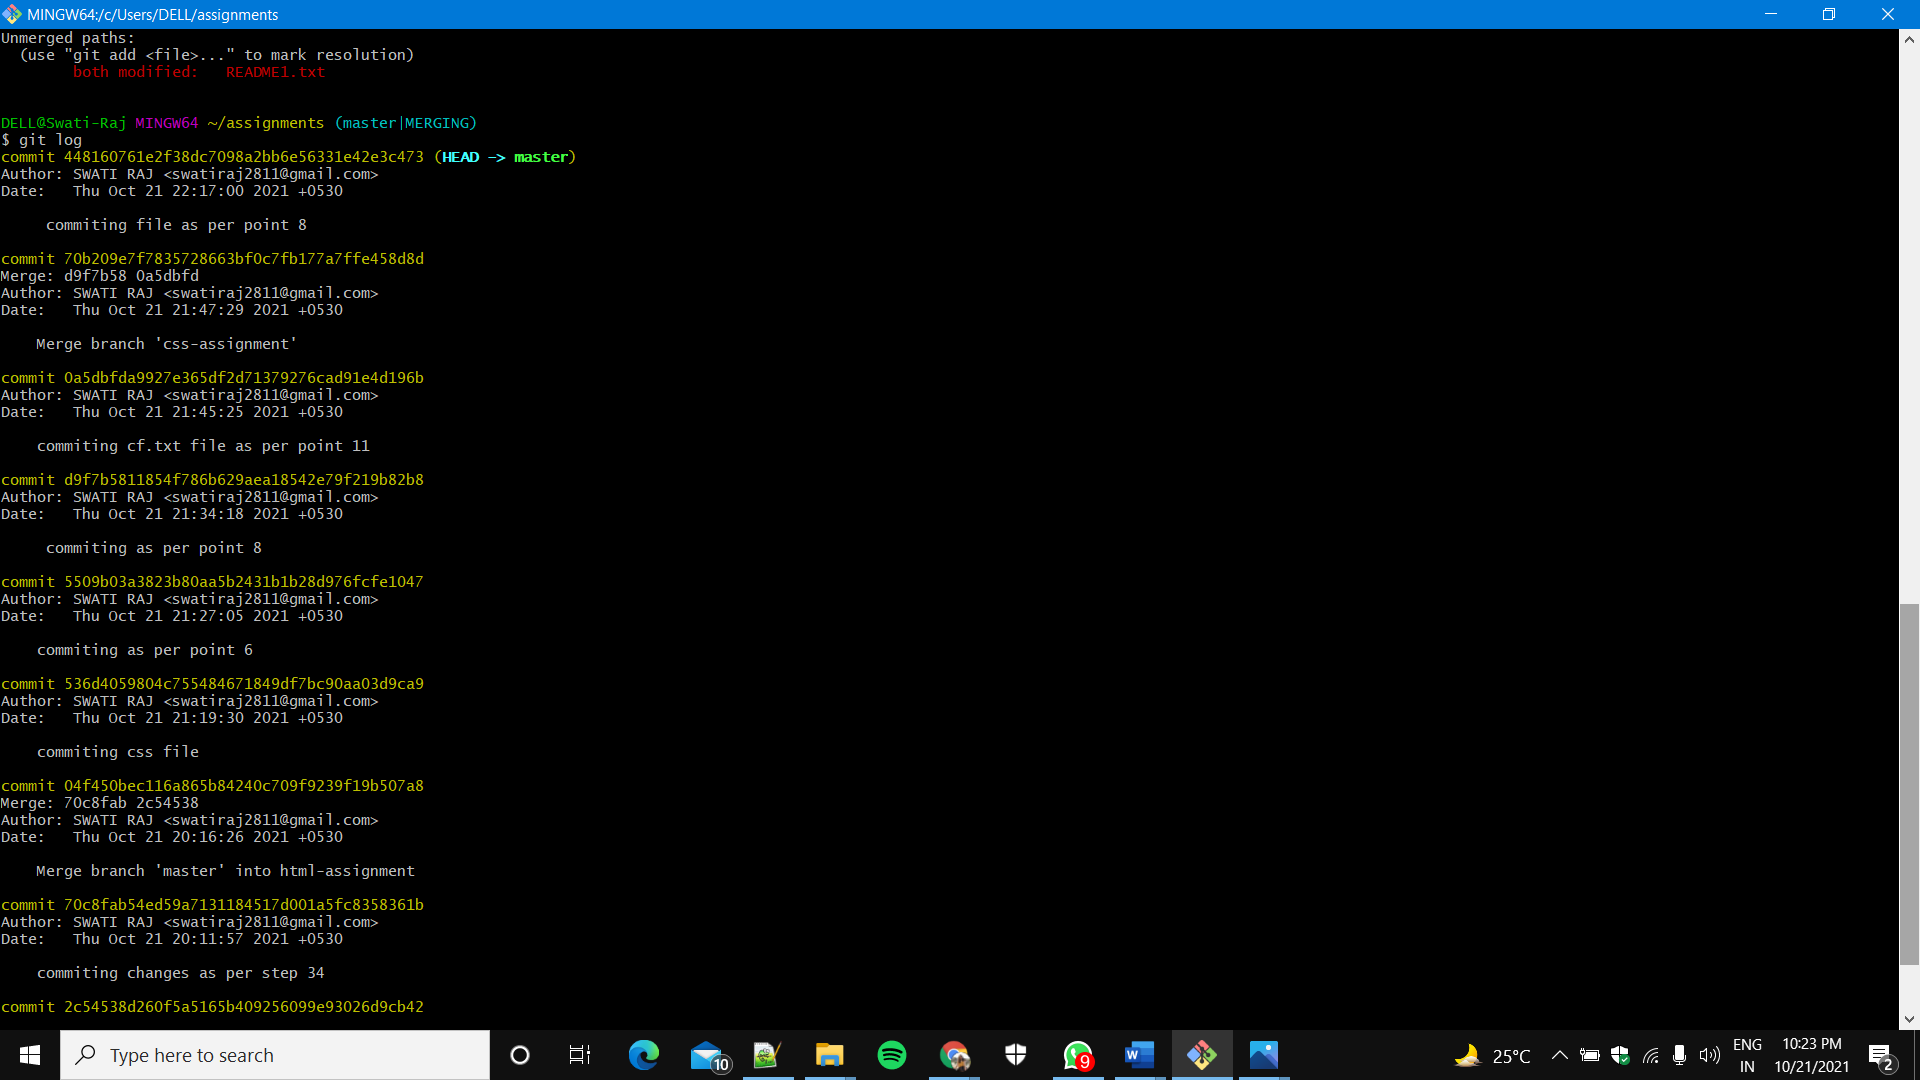 MINGW64:/c/Users/DELL/assignments
Unmerged paths:
  (use "git add <file>..." to mark resolution)
        both modified:   README1.txt
DELL@Swati-Raj MINGW64 ~/assignments (master|MERGING)
$ git log
commit 448160761e2f38dc7098a2bb6e56331e42e3c473 (HEAD -> master)
Author: SWATI RAJ <swatiraj2811@gmail.com>
Date:   Thu Oct 21 22:17:00 2021 +0530
     commiting file as per point 8
commit 70b209e7f7835728663bf0c7fb177a7ffe458d8d
Merge: d9f7b58 0a5dbfd
Author: SWATI RAJ <swatiraj2811@gmail.com>
Date:   Thu Oct 21 21:47:29 2021 +0530
    Merge branch 'css-assignment'
commit 0a5dbfda9927e365df2d71379276cad91e4d196b
Author: SWATI RAJ <swatiraj2811@gmail.com>
Date:   Thu Oct 21 21:45:25 2021 +0530
    commiting cf.txt file as per point 11
commit d9f7b5811854f786b629aea18542e79f219b82b8
Author: SWATI RAJ <swatiraj2811@gmail.com>
Date:   Thu Oct 21 21:34:18 2021 +0530
     commiting as per point 8
commit 5509b03a3823b80aa5b2431b1b28d976fcfe1047
Author: SWATI RAJ <swatiraj2811@gmail.com>
Date:   Thu Oct 21 21:27:05 2021 +0530
    commiting as per point 6
commit 536d4059804c755484671849df7bc90aa03d9ca9
Author: SWATI RAJ <swatiraj2811@gmail.com>
Date:   Thu Oct 21 21:19:30 2021 +0530
    commiting css file
commit 04f450bec116a865b84240c709f9239f19b507a8
Merge: 70c8fab 2c54538
Author: SWATI RAJ <swatiraj2811@gmail.com>
Date:   Thu Oct 21 20:16:26 2021 +0530
    Merge branch 'master' into html-assignment
commit 70c8fab54ed59a7131184517d001a5fc8358361b
Author: SWATI RAJ <swatiraj2811@gmail.com>
Date:   Thu Oct 21 20:11:57 2021 +0530
    commiting changes as per step 34
commit 2c54538d260f5a5165b409256099e93026d9cb42
Type here to search
10
9
W
25°C
ENG
IN
10:23 PM
10/21/2021
2